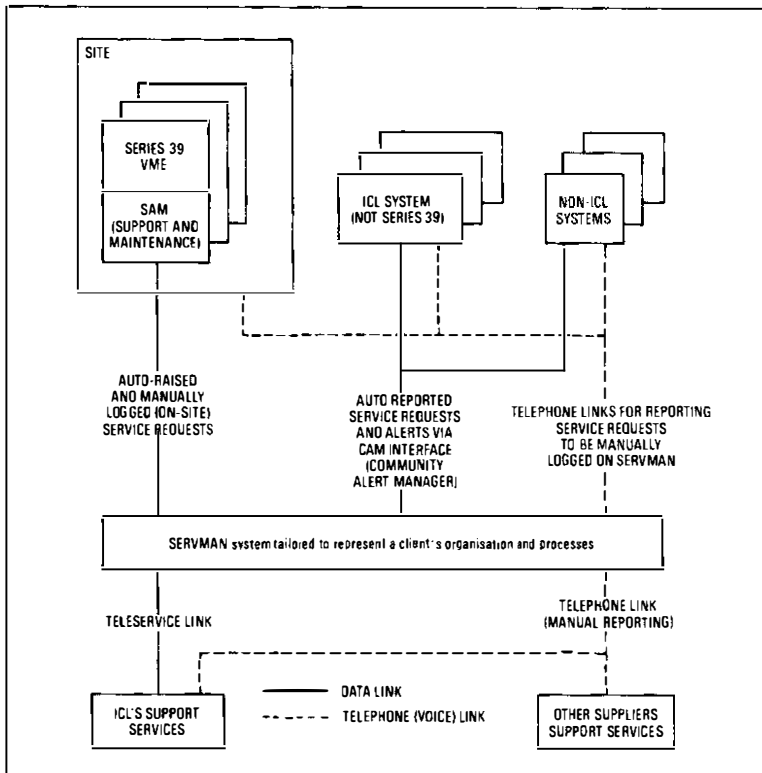 SITE
SERIES 39
VME
SAM
(SUPPORT AND
MAINTENANCE)
ICL SYSTEM
(NOT SERIES 39)
NON-ICL
SYSTEMS
AUTO-RAISED
AND MANUALLY
LOGGED (ON-SITE)
SERVICE REQUESTS
AUTO REPORTED
SERVICE REQUESTS
AND ALERTS VIA
CAM INTERFACE
(COMMUNITY
ALERT MANAGER)
TELEPHONE LINKS FOR REPORTING
SERVICE REQUESTS
TO BE MANUALLY
LOGGED ON SERVMAN
SERVMAN system tailored to represent a client's organisation and processes
TELESERVICE LINK
TELEPHONE LINK
(MANUAL REPORTING)
ICL'S SUPPORT
SERVICES
DATA LINK
TELEPHONE (VOICE) LINK
OTHER SUPPLIERS
SUPPORT SERVICES